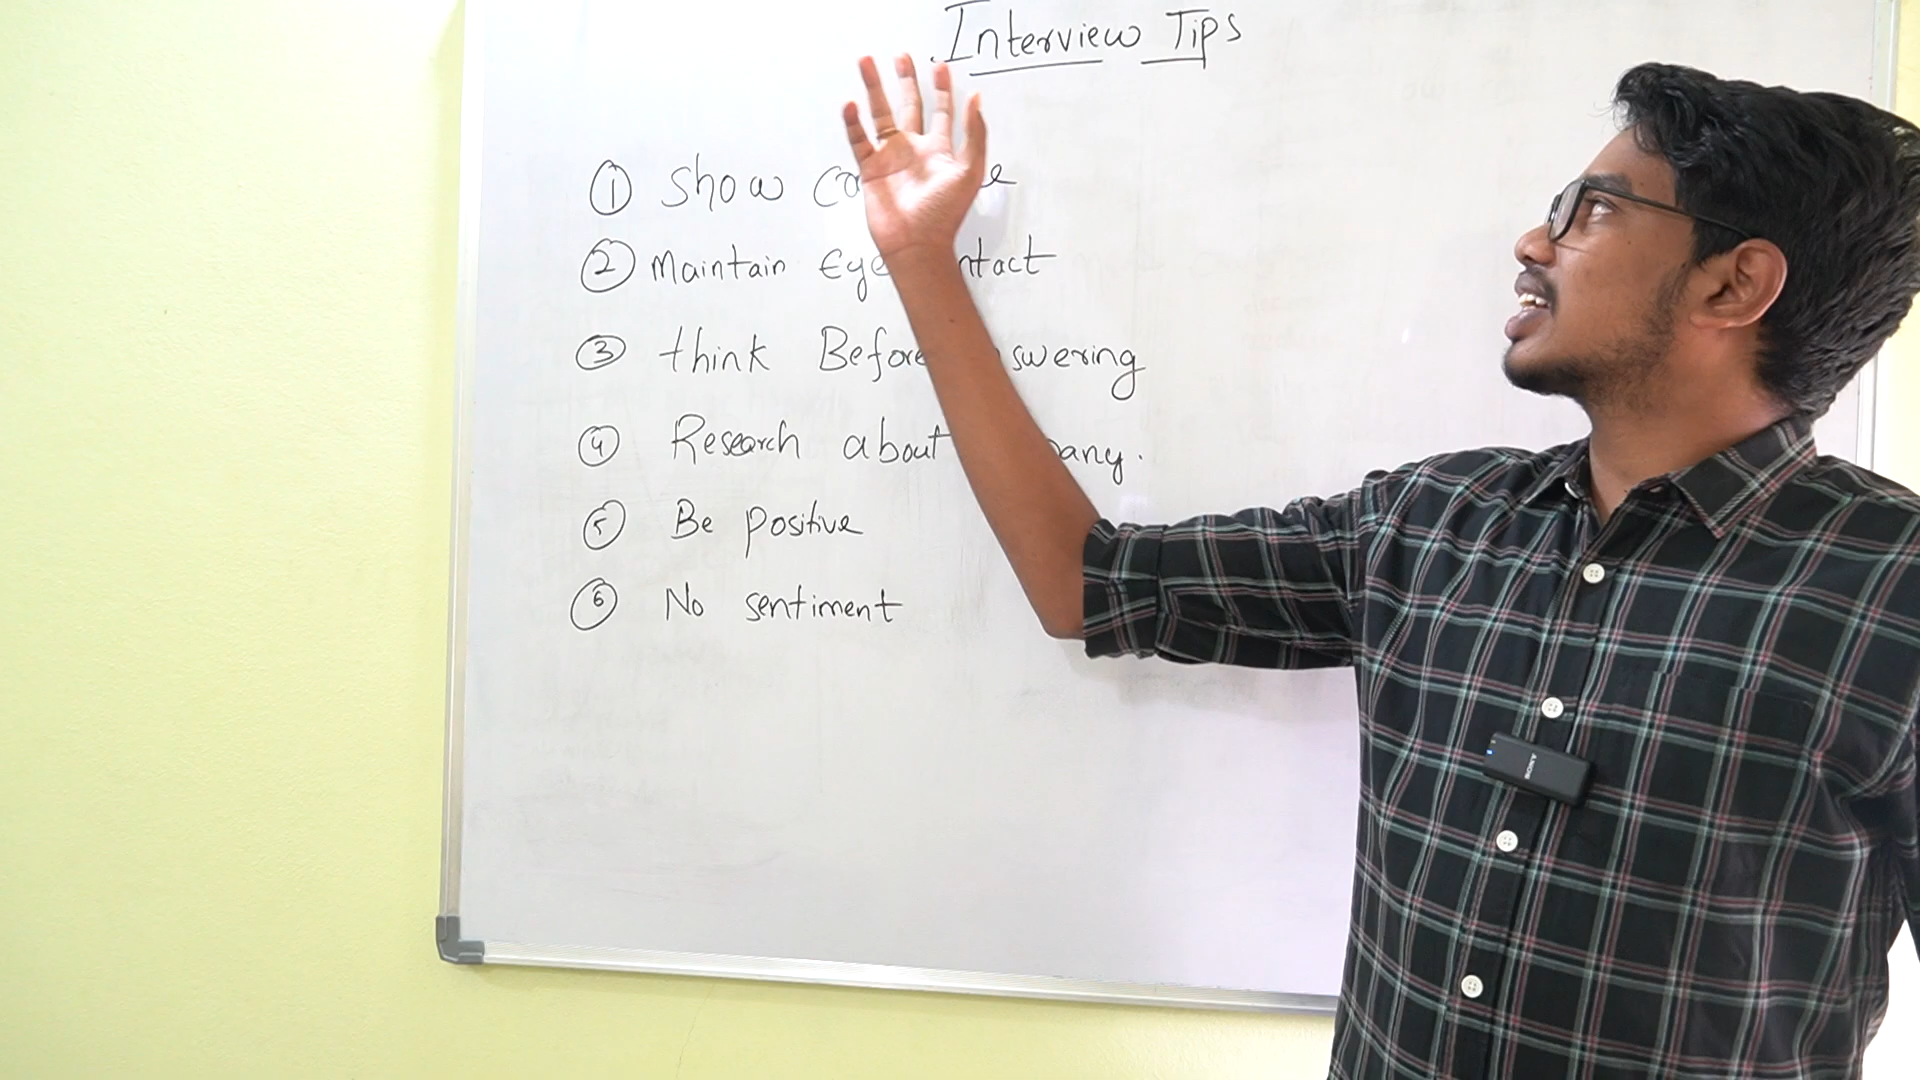 Interview Tips
① Show
② Maintain Eye
③ think Before
④ Research about
⑤ Be positive
⑥ No sentiment
SONY